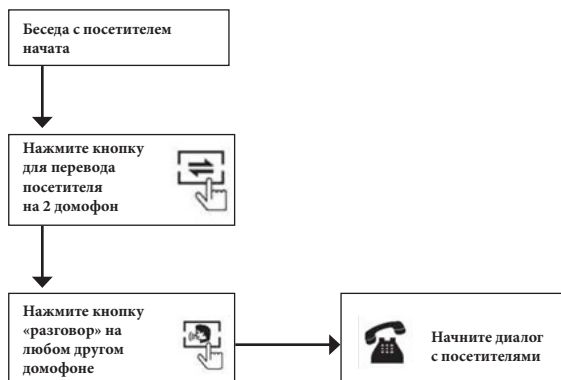 Беседа с посетителем
начата
Нажмите кнопку
для перевода
посетителя
на 2 домофон
Нажмите кнопку
«разговор» на
любом другом
домофоне
Начните диалог
с посетителями